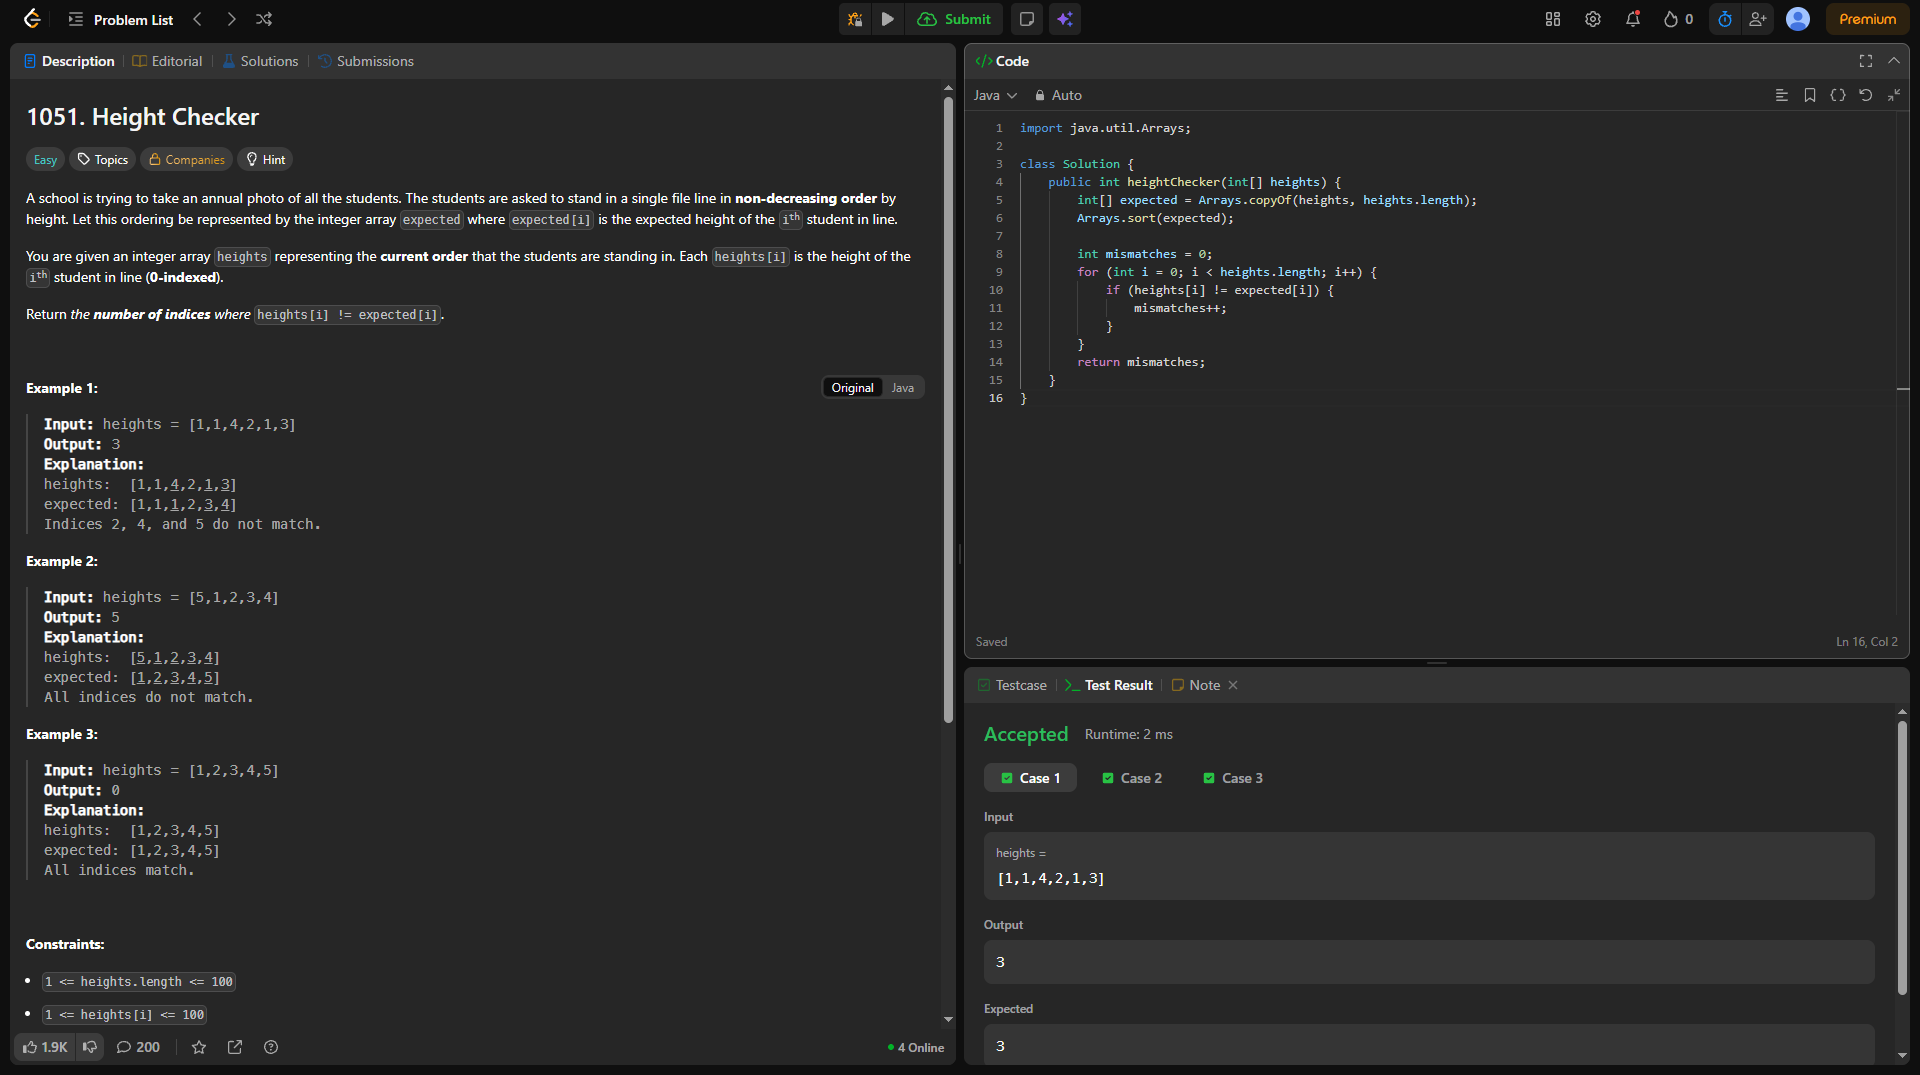 Problem List
Submit
0
Premium
Description
Editorial
Solutions
Submissions
1051. Height Checker
Easy
Topics
Companies
Hint
A school is trying to take an annual photo of all the students. The students are asked to stand in a single file line in non-decreasing order by
height. Let this ordering be represented by the integer array expected where expected[i] is the expected height of the ith student in line.
You are given an integer array heights representing the current order that the students are standing in. Each heights[i] is the height of the
ith student in line (0-indexed).
Return the number of indices where heights[i] != expected[i].
Example 1:
Original
Java
Input: heights = [1,1,4,2,1,3]
Output: 3
Explanation:
heights:  [1,1,4,2,1,3]
expected: [1,1,1,2,3,4]
Indices 2, 4, and 5 do not match.
Example 2:
Input: heights = [5,1,2,3,4]
Output: 5
Explanation:
heights:  [5,1,2,3,4]
expected: [1,2,3,4,5]
All indices do not match.
Example 3:
Input: heights = [1,2,3,4,5]
Output: 0
Explanation:
heights:  [1,2,3,4,5]
expected: [1,2,3,4,5]
All indices match.
Constraints:
1 <= heights.length <= 100
1 <= heights[i] <= 100
1.9K
200
4 Online
</> Code
Java
Auto
1 import java.util.Arrays;
2
3 class Solution {
4     public int heightChecker(int[] heights) {
5         int[] expected = Arrays.copyOf(heights, heights.length);
6         Arrays.sort(expected);
7
8         int mismatches = 0;
9         for (int i = 0; i < heights.length; i++) {
10             if (heights[i] != expected[i]) {
11                 mismatches++;
12             }
13         }
14         return mismatches;
15     }
16 }
Saved
Ln 16, Col 2
Testcase
Test Result
Note
Accepted
Runtime: 2 ms
Case 1
Case 2
Case 3
Input
heights =
[1,1,4,2,1,3]
Output
3
Expected
3